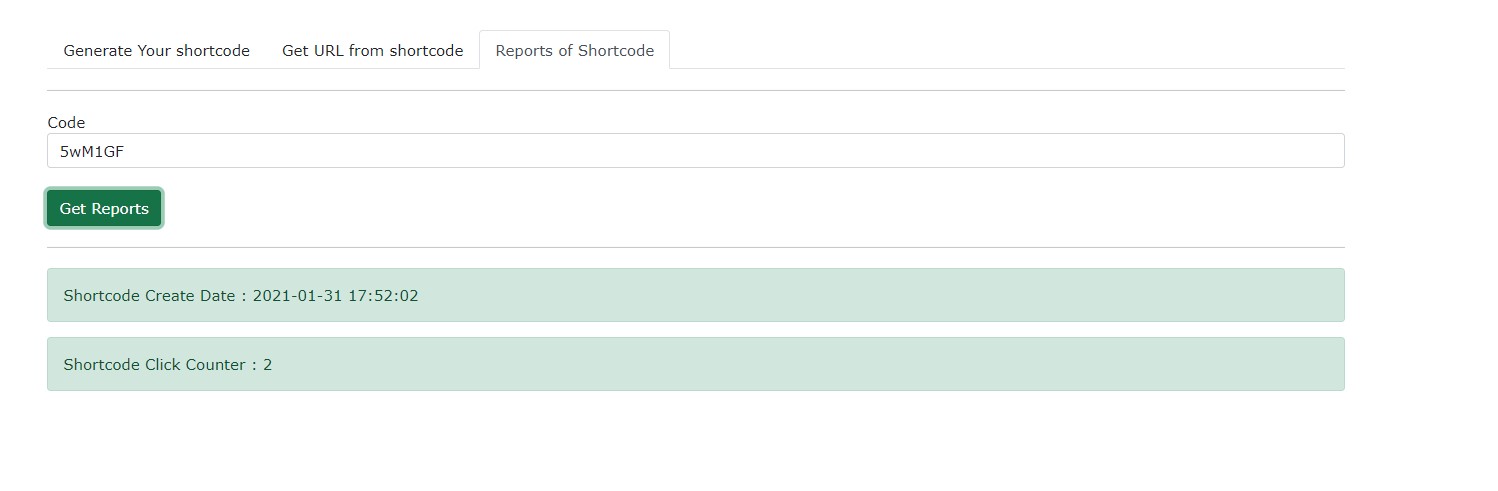 Generate Your shortcode Get URL from shortcode Reports of Shortcode
Code
5wM1GF
Get Reports
Shortcode Create Date : 2021-01-31 17:52:02
Shortcode Click Counter : 2